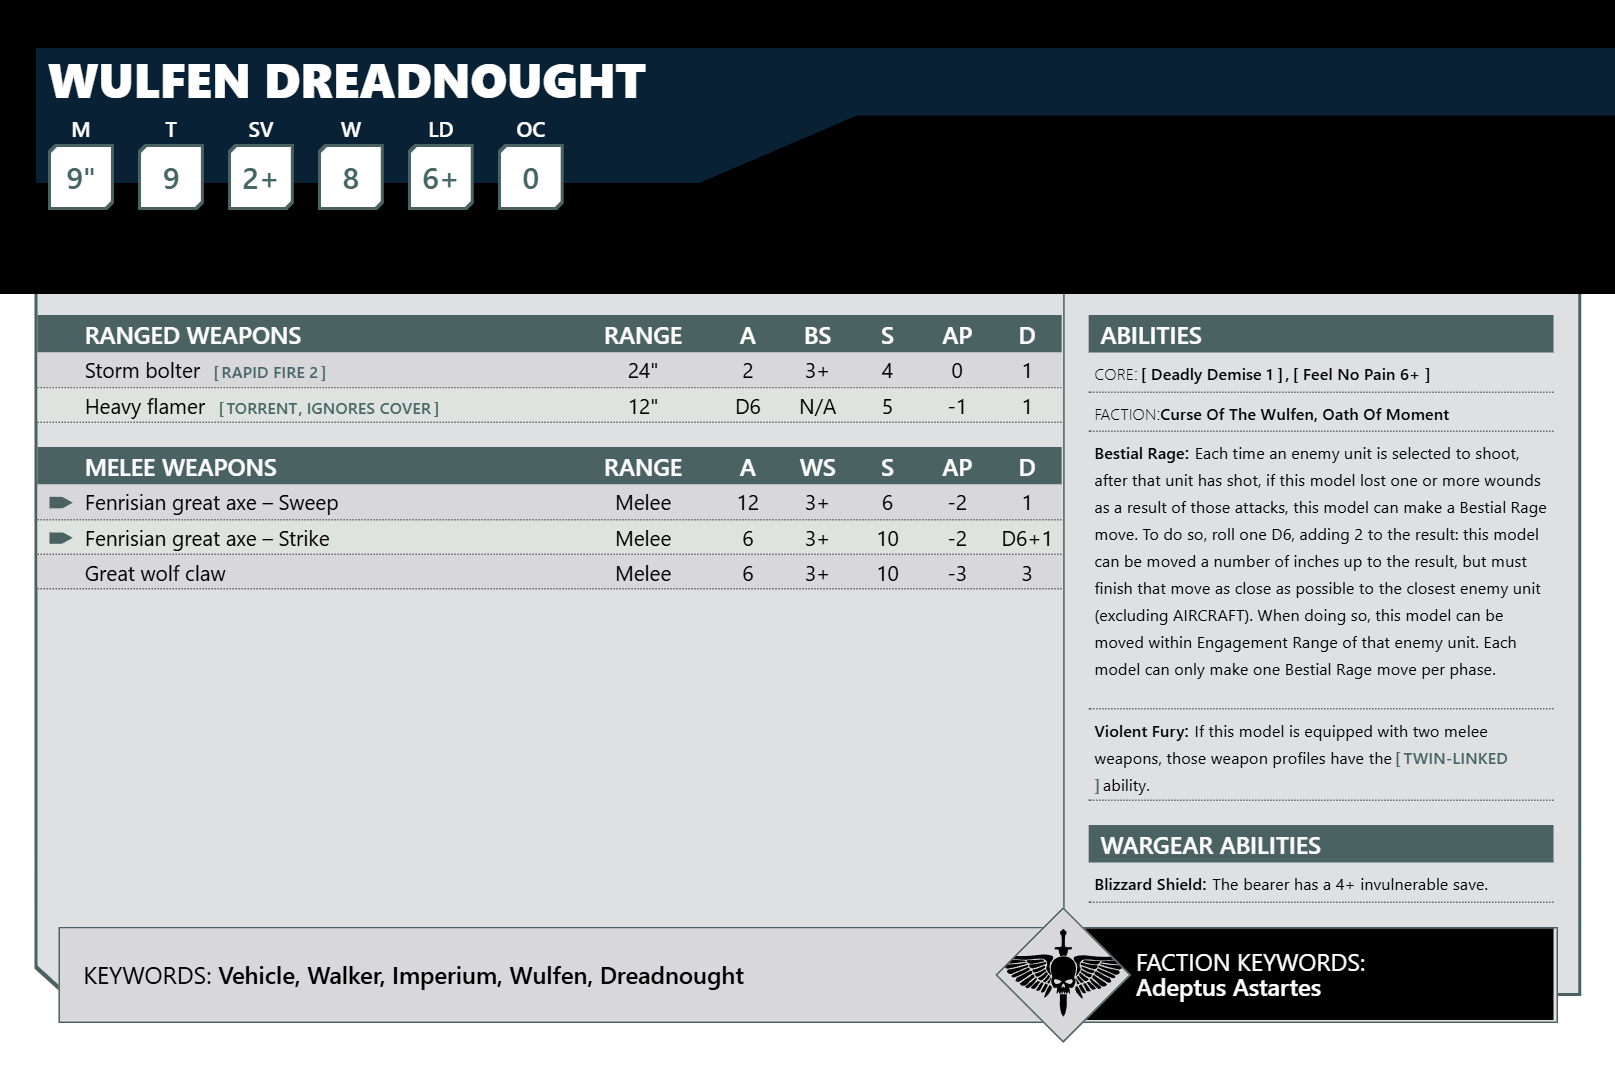 WULFEN DREADNOUGHT
M T SV W LD OC
9" 9 2+ 8 6+ 0
RANGED WEAPONS RANGE A BS S AP D
Storm bolter [RAPID FIRE 2] 24" 2 3+ 4 0 1
Heavy flamer [TORRENT, IGNORES COVER] 12" D6 N/A 5 -1 1
MELEE WEAPONS RANGE A WS S AP D
Fenrisian great axe – Sweep Melee 12 3+ 6 -2 1
Fenrisian great axe – Strike Melee 6 3+ 10 -2 D6+1
Great wolf claw Melee 6 3+ 10 -3 3
ABILITIES
CORE: [ Deadly Demise 1 ] , [ Feel No Pain 6+ ]
FACTION:Curse Of The Wulfen, Oath Of Moment
Bestial Rage: Each time an enemy unit is selected to shoot,
after that unit has shot, if this model lost one or more wounds
as a result of those attacks, this model can make a Bestial Rage
move. To do so, roll one D6, adding 2 to the result: this model
can be moved a number of inches up to the result, but must
finish that move as close as possible to the closest enemy unit
(excluding AIRCRAFT). When doing so, this model can be
moved within Engagement Range of that enemy unit. Each
model can only make one Bestial Rage move per phase.
Violent Fury: If this model is equipped with two melee
weapons, those weapon profiles have the [ TWIN-LINKED
] ability.
WARGEAR ABILITIES
Blizzard Shield: The bearer has a 4+ invulnerable save.
KEYWORDS: Vehicle, Walker, Imperium, Wulfen, Dreadnought
FACTION KEYWORDS:
Adeptus Astartes